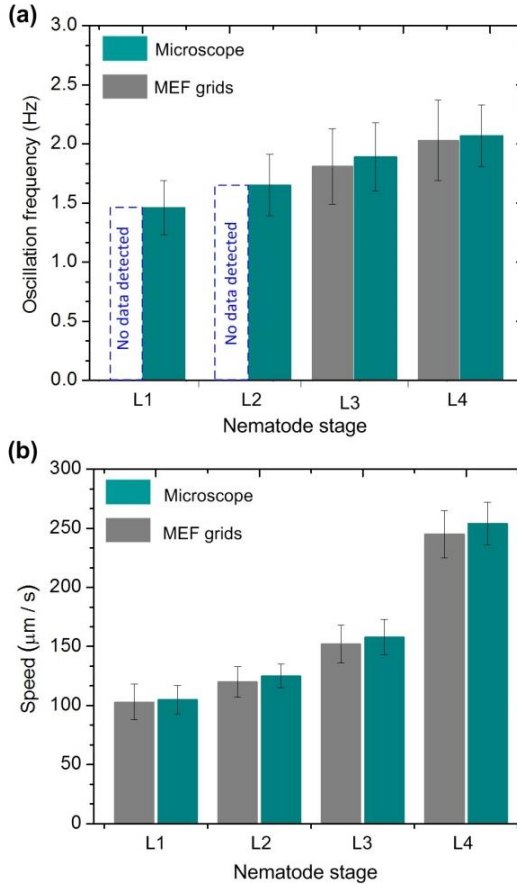 (a)
3.0
2.5
2.0
1.5
1.0
0.5
0.0
Oscillation frequency (Hz)
Microscope
MEF grids
No data detected
No data detected
L1
L2
L3
L4
Nematode stage
(b)
300
250
200
150
100
50
0
Speed (μm / s)
Microscope
MEF grids
L1
L2
L3
L4
Nematode stage